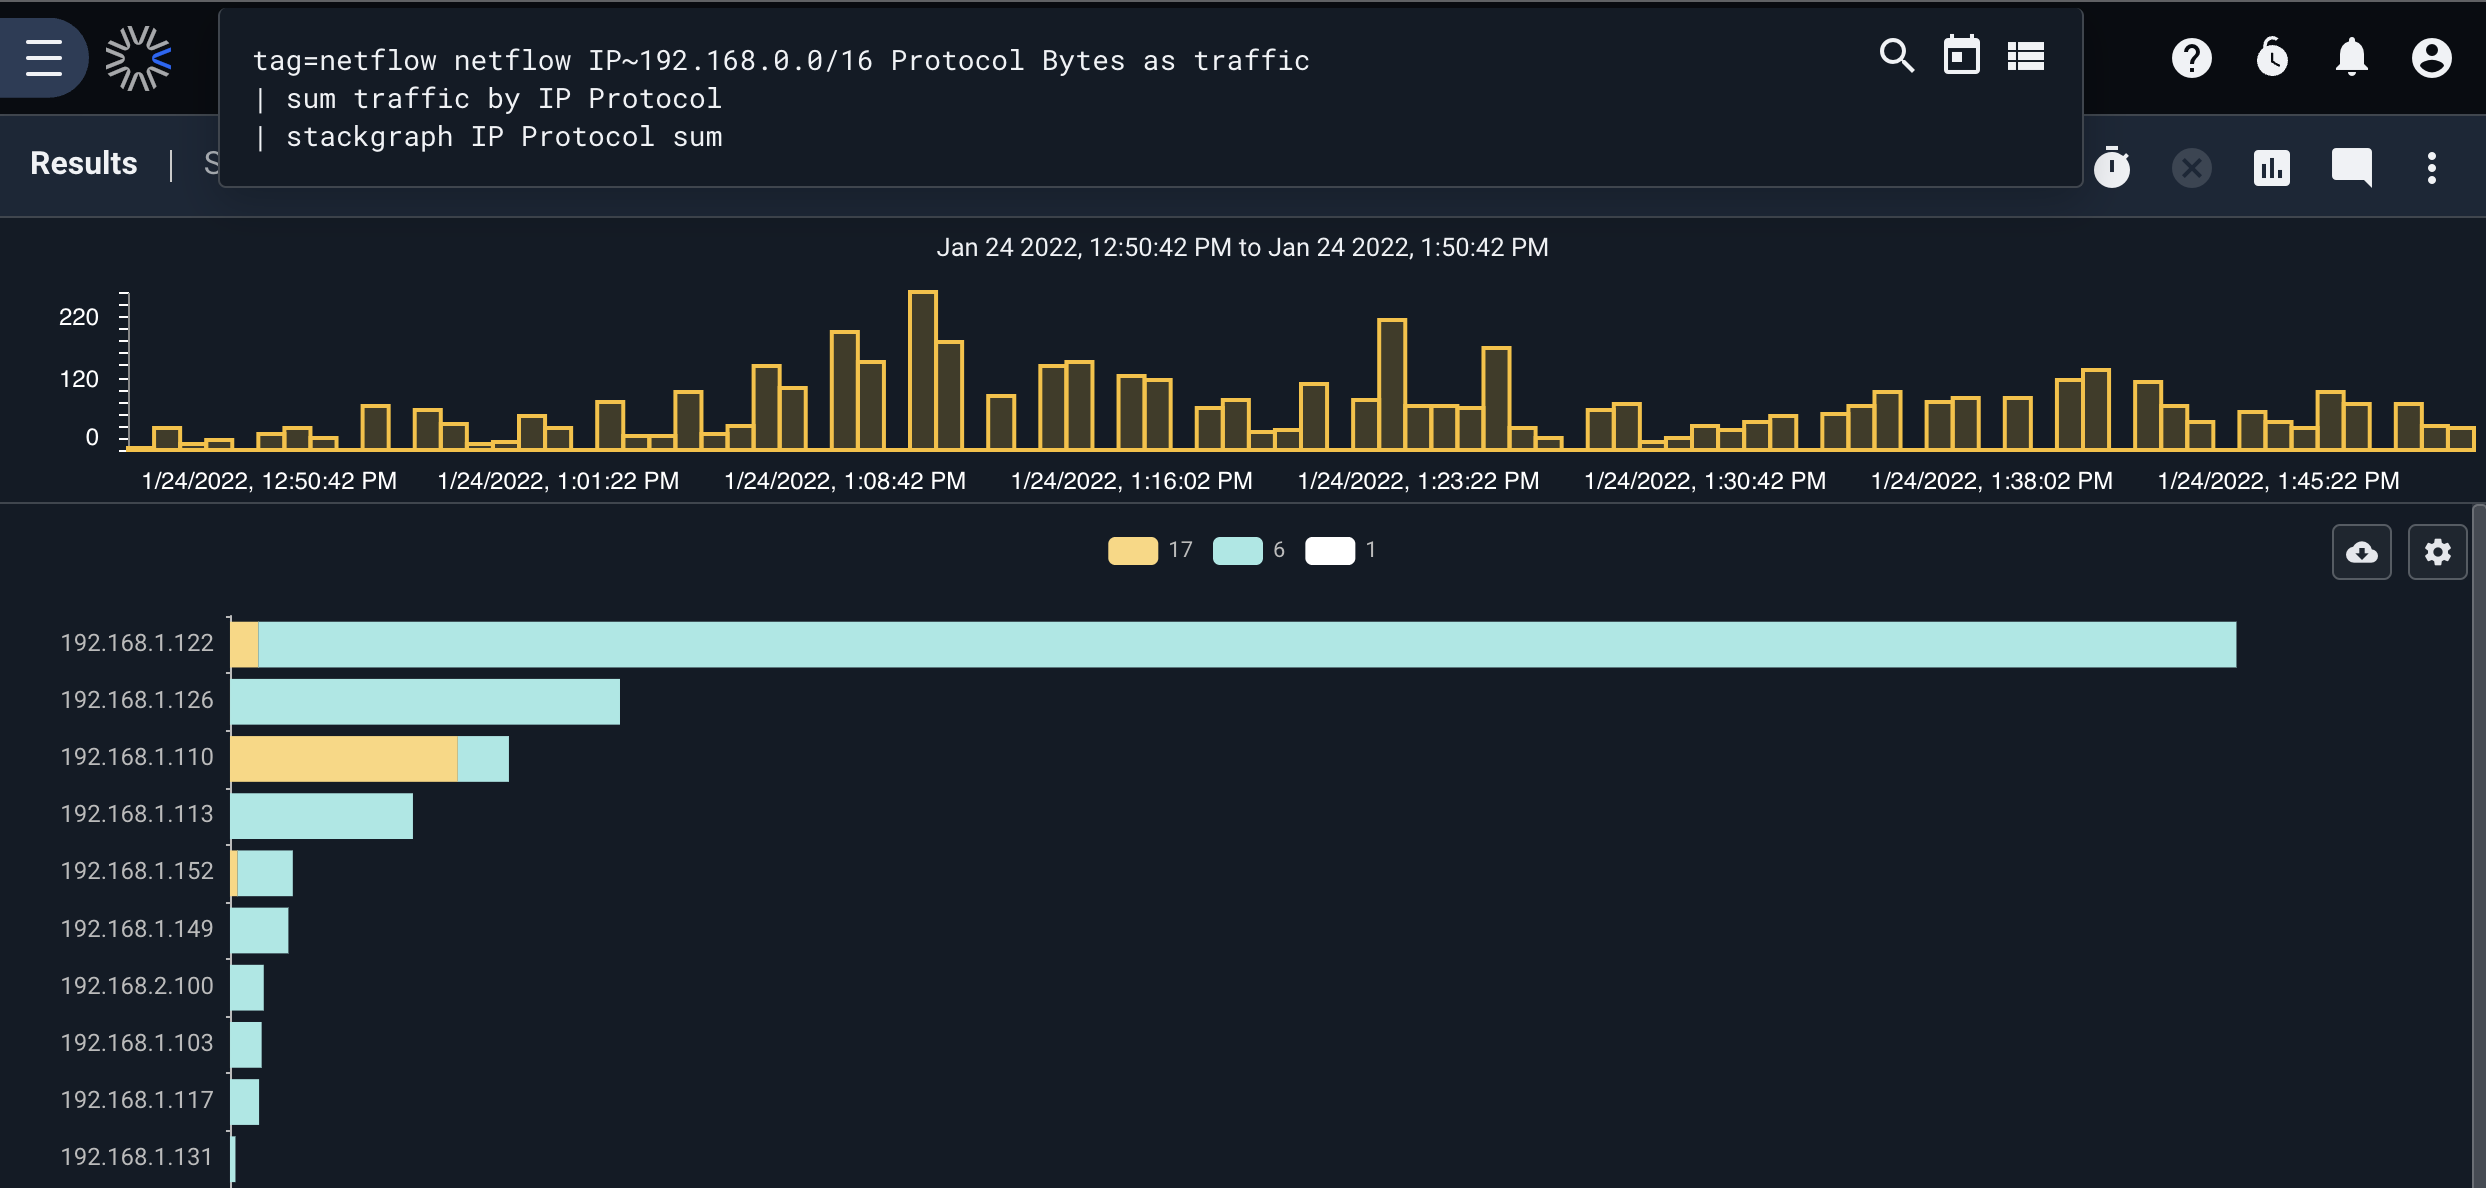 tag=netflow netflow IP~192.168.0.0/16 Protocol Bytes as traffic
| sum traffic by IP Protocol
| stackgraph IP Protocol sum
Results |
Jan 24 2022, 12:50:42 PM to Jan 24 2022, 1:50:42 PM
220
120
0
1/24/2022, 12:50:42 PM 1/24/2022, 1:01:22 PM 1/24/2022, 1:08:42 PM 1/24/2022, 1:16:02 PM 1/24/2022, 1:23:22 PM 1/24/2022, 1:30:42 PM 1/24/2022, 1:38:02 PM 1/24/2022, 1:45:22 PM
17 6 1
192.168.1.122
192.168.1.126
192.168.1.110
192.168.1.113
192.168.1.152
192.168.1.149
192.168.2.100
192.168.1.103
192.168.1.117
192.168.1.131